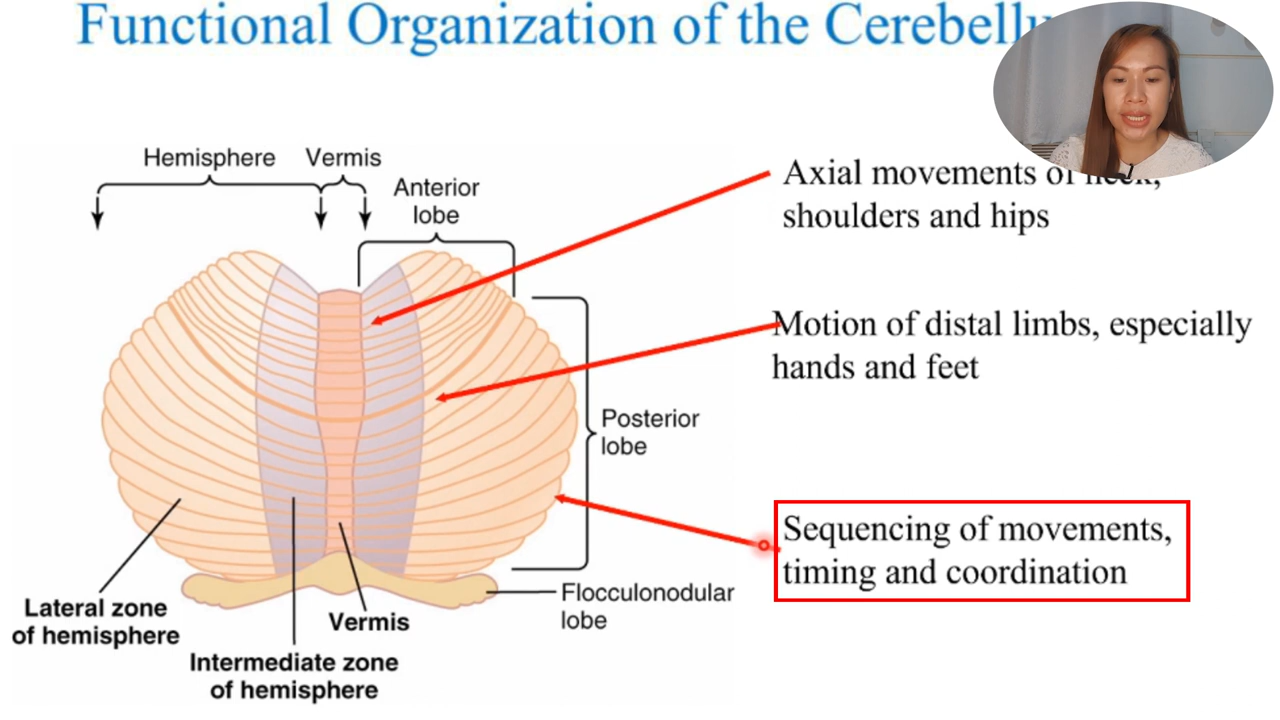 Functional Organization of the Cerebellu
Hemisphere Vermis
Anterior
lobe
Axial movements of neck,
shoulders and hips
Motion of distal limbs, especially
hands and feet
Posterior
lobe
Sequencing of movements,
timing and coordination
Flocculonodular
lobe
Lateral zone
of hemisphere
Vermis
Intermediate zone
of hemisphere